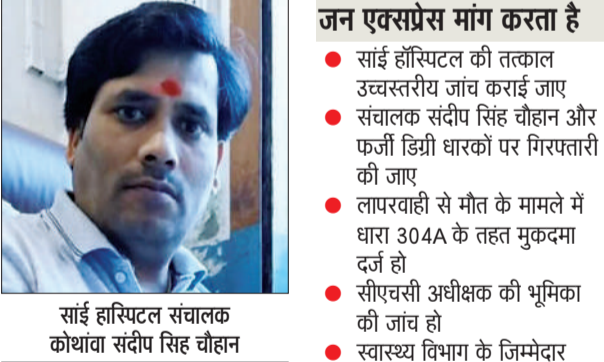 सांई हास्पिटल संचालक
कोथांवा संदीप सिह चौहान
जन एक्सप्रेस मांग करता है
सांई हॉस्पिटल की तत्काल
उच्चस्तरीय जांच कराई जाए
संचालक संदीप सिंह चौहान और
फर्जी डिग्री धारकों पर गिरफ्तारी
की जाए
लापरवाही से मौत के मामले में
धारा 304A के तहत मुकदमा
दर्ज हो
सीएचसी अधीक्षक की भूमिका
की जांच हो
स्वास्थ्य विभाग के जिम्मेदार